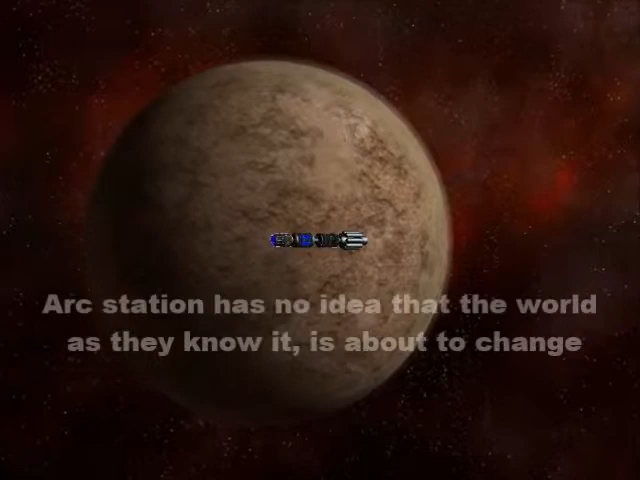 Arc station has no idea that the world
as they know it, is about to change